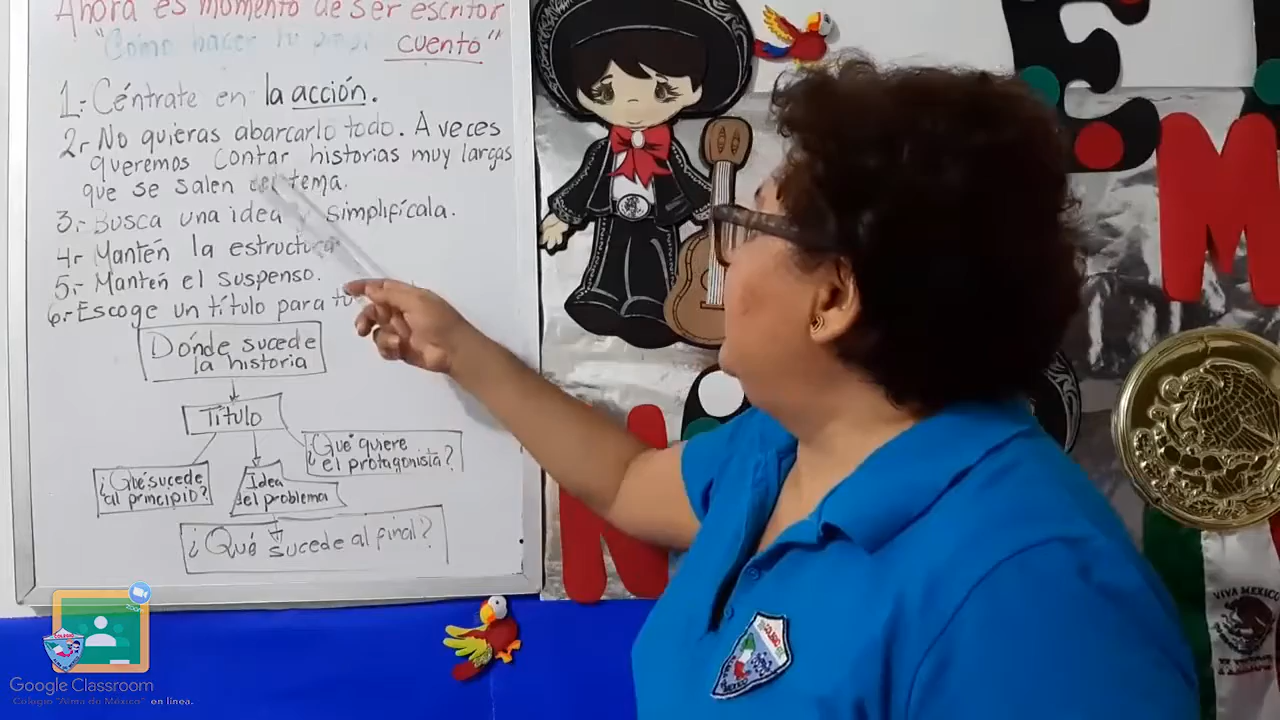 Ahora es momento de ser escritor
"Cómo hacer tu
cuento"
1.- Céntrate en la acción.
2.- No quieras abarcarlo todo. A veces
queremos contar historias muy largas
que se salen del tema.
3.- Busca una idea y simplifícala.
4.- Mantén la estructura
5.- Mantén el suspenso.
6.- Escoge un título para tu
Dónde sucede
la historia
Título
¿Qué quiere
el protagonista?
¿Qué sucede
al principio?
Idea
del problema
¿Qué sucede al final?
zoom
Google Classroom
Colegio "Alma de México" en línea.
VIVA MEXICO